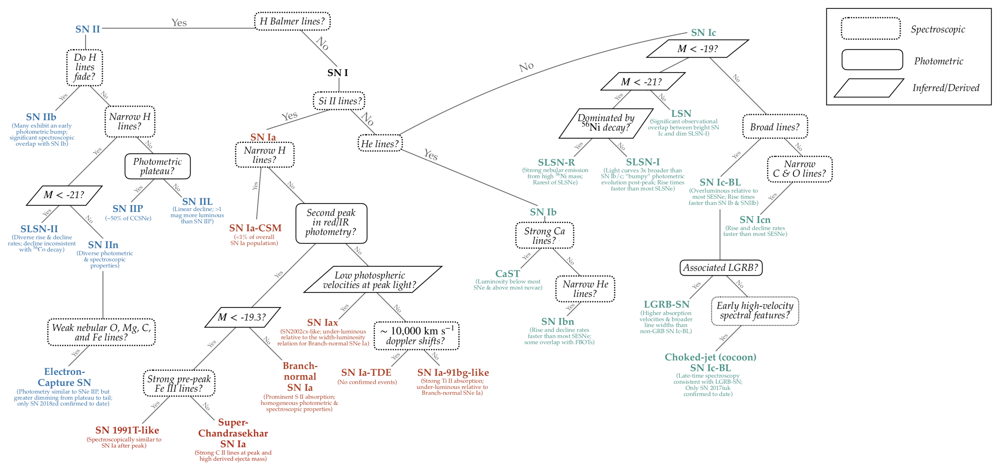 H Balmer lines?
Yes
No
SN II
Do H
lines
fade?
Yes
No
SN IIb
(Many exhibit an early
photometric bump;
significant spectroscopic
overlap with SN Ib)
Narrow H
lines?
Yes
No
Photometric
plateau?
Yes
No
SN IIP
(~50% of CCSNe)
SN IIL
(Linear decline; >1
mag more luminous
than SN IIP)
M < -21?
Yes
No
SLSN-II
(Diverse rise & decline
rates; decline inconsistent
with ⁵⁶Co decay)
SN IIn
(Diverse photometric
& spectroscopic
properties)
Weak nebular O, Mg, C,
and Fe lines?
Yes
Electron-
Capture SN
(Photometry similar to SNe IIP, but
greater dimming from plateau to tail;
only SN 2018zd confirmed to date)
SN I
Si II lines?
Yes
No
SN Ia
Narrow H
lines?
Yes
No
SN Ia-CSM
(<1% of overall
SN Ia population)
Second peak
in red/IR
photometry?
Yes
No
M < -19.3?
Yes
No
Strong pre-peak
Fe III lines?
Yes
No
SN 1991T-like
(Spectroscopically similar to
SN Ia after peak)
Super-
Chandrasekhar
SN Ia
(Strong C II lines at peak and
high derived ejecta mass)
Branch-
normal
SN Ia
(Prominent S II absorption;
homogeneous photometric &
spectroscopic properties)
Low photospheric
velocities at peak light?
Yes
No
SN Iax
(SN2002cx-like; under-luminous
relative to the width-luminosity
relation for Branch-normal SNe Ia)
~ 10,000 km s⁻¹
doppler shifts?
Yes
No
SN Ia-TDE
(No confirmed events)
SN Ia-91bg-like
(Strong Ti II absorption;
under-luminous relative to
Branch-normal SNe Ia)
He lines?
No
Yes
SN Ib
Strong Ca
lines?
Yes
No
CaST
(Luminosity below most
SNe & above most novae)
Narrow He
lines?
Yes
SN Ibn
(Rise and decline rates
faster than most SESNe;
some overlap with FBOTs)
SN Ic
M < -19?
No
M < -21?
Yes
No
Dominated by
⁵⁶Ni decay?
Yes
No
SLSN-R
(Strong nebular emission
from high ⁵⁶Ni mass;
Rarest of SLSNe)
SLSN-I
(Light curves 3x broader than
SN Ib/c; “bumpy” photometric
evolution post-peak; Rise times
faster than most SLSNe)
LSN
(Significant observational
overlap between bright SN
Ic and dim SLSN-I)
Broad lines?
Yes
No
SN Ic-BL
(Overluminous relative to
most SESNe; Rise times
faster than SN Ib & SNIIb)
Narrow
C & O lines?
Yes
SN Icn
(Rise and decline rates
faster than most SESNe)
Associated LGRB?
Yes
No
LGRB-SN
(Higher absorption
velocities & broader
line widths than
non-GRB SN Ic-BL)
Early high-velocity
spectral features?
Yes
Choked-jet (cocoon)
SN Ic-BL
(Late-time spectroscopy
consistent with LGRB-SN;
Only SN 2017iuk
confirmed to date)
Spectroscopic
Photometric
Inferred/Derived